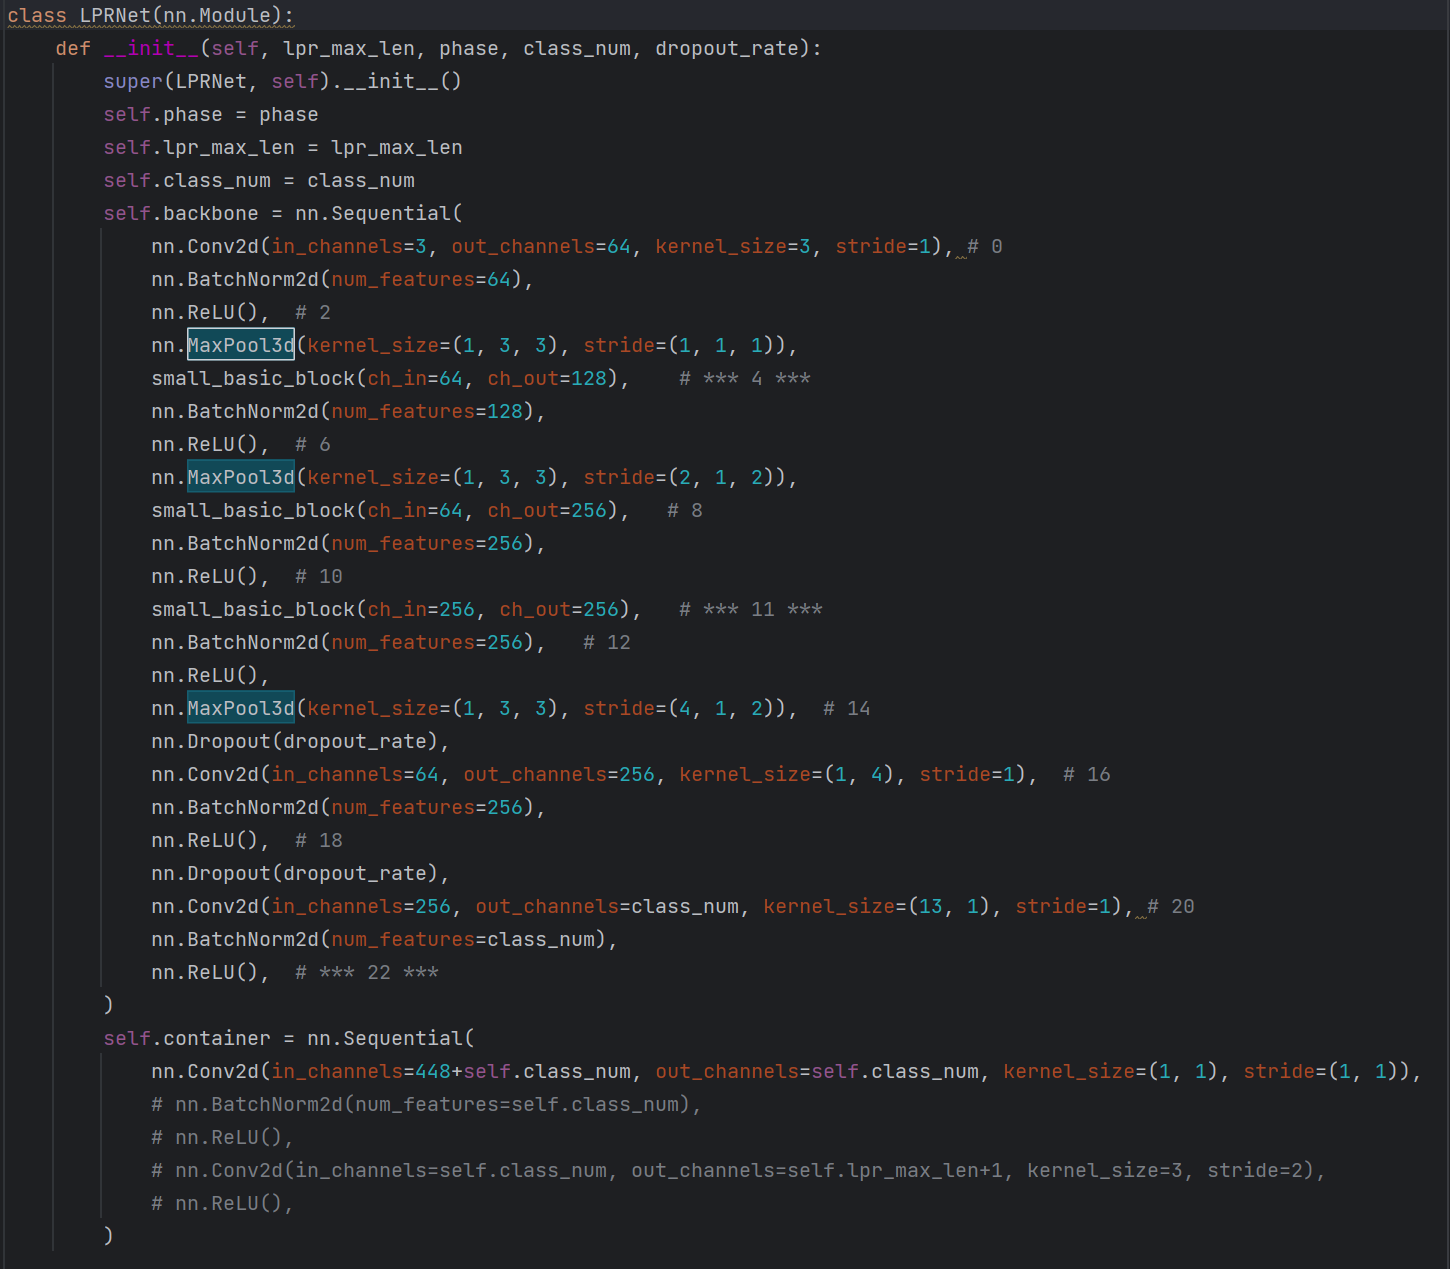 class LPRNet(nn.Module):
    def __init__(self, lpr_max_len, phase, class_num, dropout_rate):
        super(LPRNet, self).__init__()
        self.phase = phase
        self.lpr_max_len = lpr_max_len
        self.class_num = class_num
        self.backbone = nn.Sequential(
            nn.Conv2d(in_channels=3, out_channels=64, kernel_size=3, stride=1), # 0
            nn.BatchNorm2d(num_features=64),
            nn.ReLU(),  # 2
            nn.MaxPool3d(kernel_size=(1, 3, 3), stride=(1, 1, 1)),
            small_basic_block(ch_in=64, ch_out=128),    # *** 4 ***
            nn.BatchNorm2d(num_features=128),
            nn.ReLU(),  # 6
            nn.MaxPool3d(kernel_size=(1, 3, 3), stride=(2, 1, 2)),
            small_basic_block(ch_in=64, ch_out=256),   # 8
            nn.BatchNorm2d(num_features=256),
            nn.ReLU(),  # 10
            small_basic_block(ch_in=256, ch_out=256),   # *** 11 ***
            nn.BatchNorm2d(num_features=256),   # 12
            nn.ReLU(),
            nn.MaxPool3d(kernel_size=(1, 3, 3), stride=(4, 1, 2)),  # 14
            nn.Dropout(dropout_rate),
            nn.Conv2d(in_channels=64, out_channels=256, kernel_size=(1, 4), stride=1),  # 16
            nn.BatchNorm2d(num_features=256),
            nn.ReLU(),  # 18
            nn.Dropout(dropout_rate),
            nn.Conv2d(in_channels=256, out_channels=class_num, kernel_size=(13, 1), stride=1), # 20
            nn.BatchNorm2d(num_features=class_num),
            nn.ReLU(),  # *** 22 ***
        )
        self.container = nn.Sequential(
            nn.Conv2d(in_channels=448+self.class_num, out_channels=self.class_num, kernel_size=(1, 1), stride=(1, 1)),
            # nn.BatchNorm2d(num_features=self.class_num),
            # nn.ReLU(),
            # nn.Conv2d(in_channels=self.class_num, out_channels=self.lpr_max_len+1, kernel_size=3, stride=2),
            # nn.ReLU(),
        )